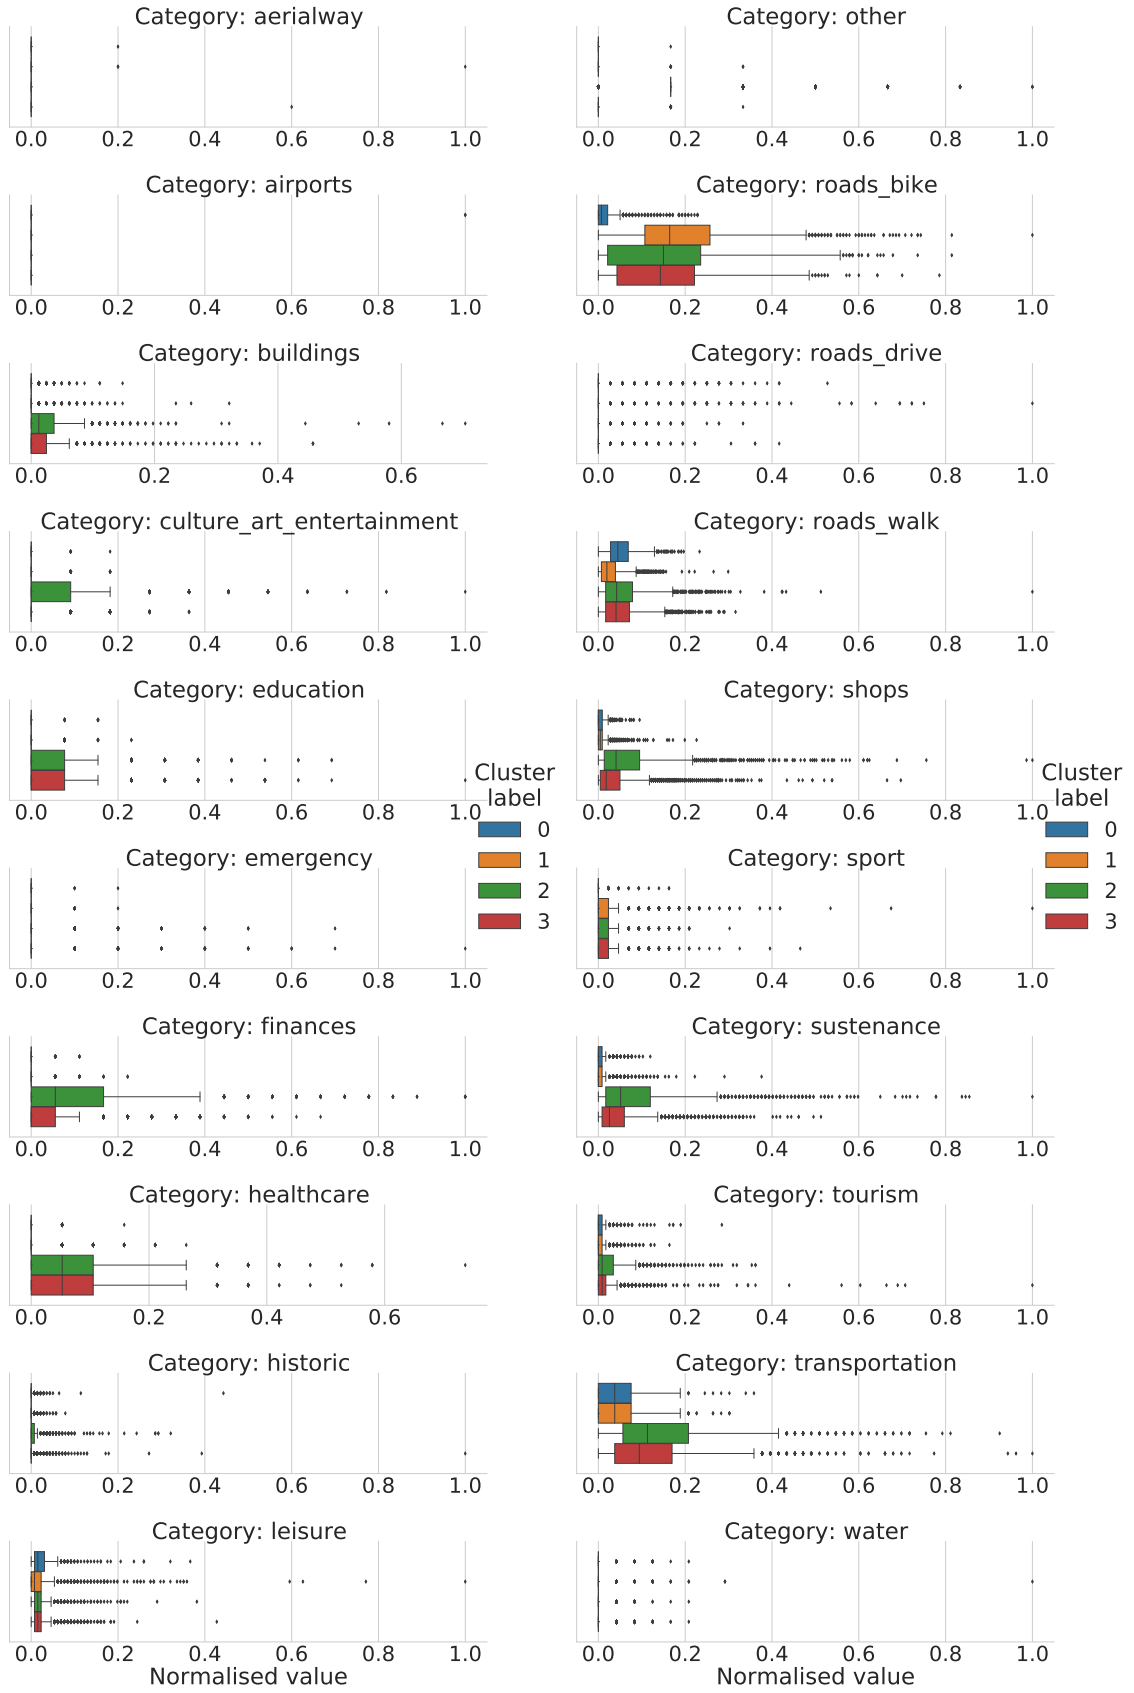 Category: aerialway
0.0 0.2 0.4 0.6 0.8 1.0
Category: airports
0.0 0.2 0.4 0.6 0.8 1.0
Category: buildings
0.0 0.2 0.4 0.6
Category: culture_art_entertainment
0.0 0.2 0.4 0.6 0.8 1.0
Category: education
0.0 0.2 0.4 0.6 0.8 1.0
Category: emergency
0.0 0.2 0.4 0.6 0.8 1.0
Category: finances
0.0 0.2 0.4 0.6 0.8 1.0
Category: healthcare
0.0 0.2 0.4 0.6
Category: historic
0.0 0.2 0.4 0.6 0.8 1.0
Category: leisure
0.0 0.2 0.4 0.6 0.8 1.0
Normalised value
Cluster
label
0
1
2
3
Category: other
0.0 0.2 0.4 0.6 0.8 1.0
Category: roads_bike
0.0 0.2 0.4 0.6 0.8 1.0
Category: roads_drive
0.0 0.2 0.4 0.6 0.8 1.0
Category: roads_walk
0.0 0.2 0.4 0.6 0.8 1.0
Category: shops
0.0 0.2 0.4 0.6 0.8 1.0
Category: sport
0.0 0.2 0.4 0.6 0.8 1.0
Category: sustenance
0.0 0.2 0.4 0.6 0.8 1.0
Category: tourism
0.0 0.2 0.4 0.6 0.8 1.0
Category: transportation
0.0 0.2 0.4 0.6 0.8 1.0
Category: water
0.0 0.2 0.4 0.6 0.8 1.0
Normalised value
Cluster
label
0
1
2
3